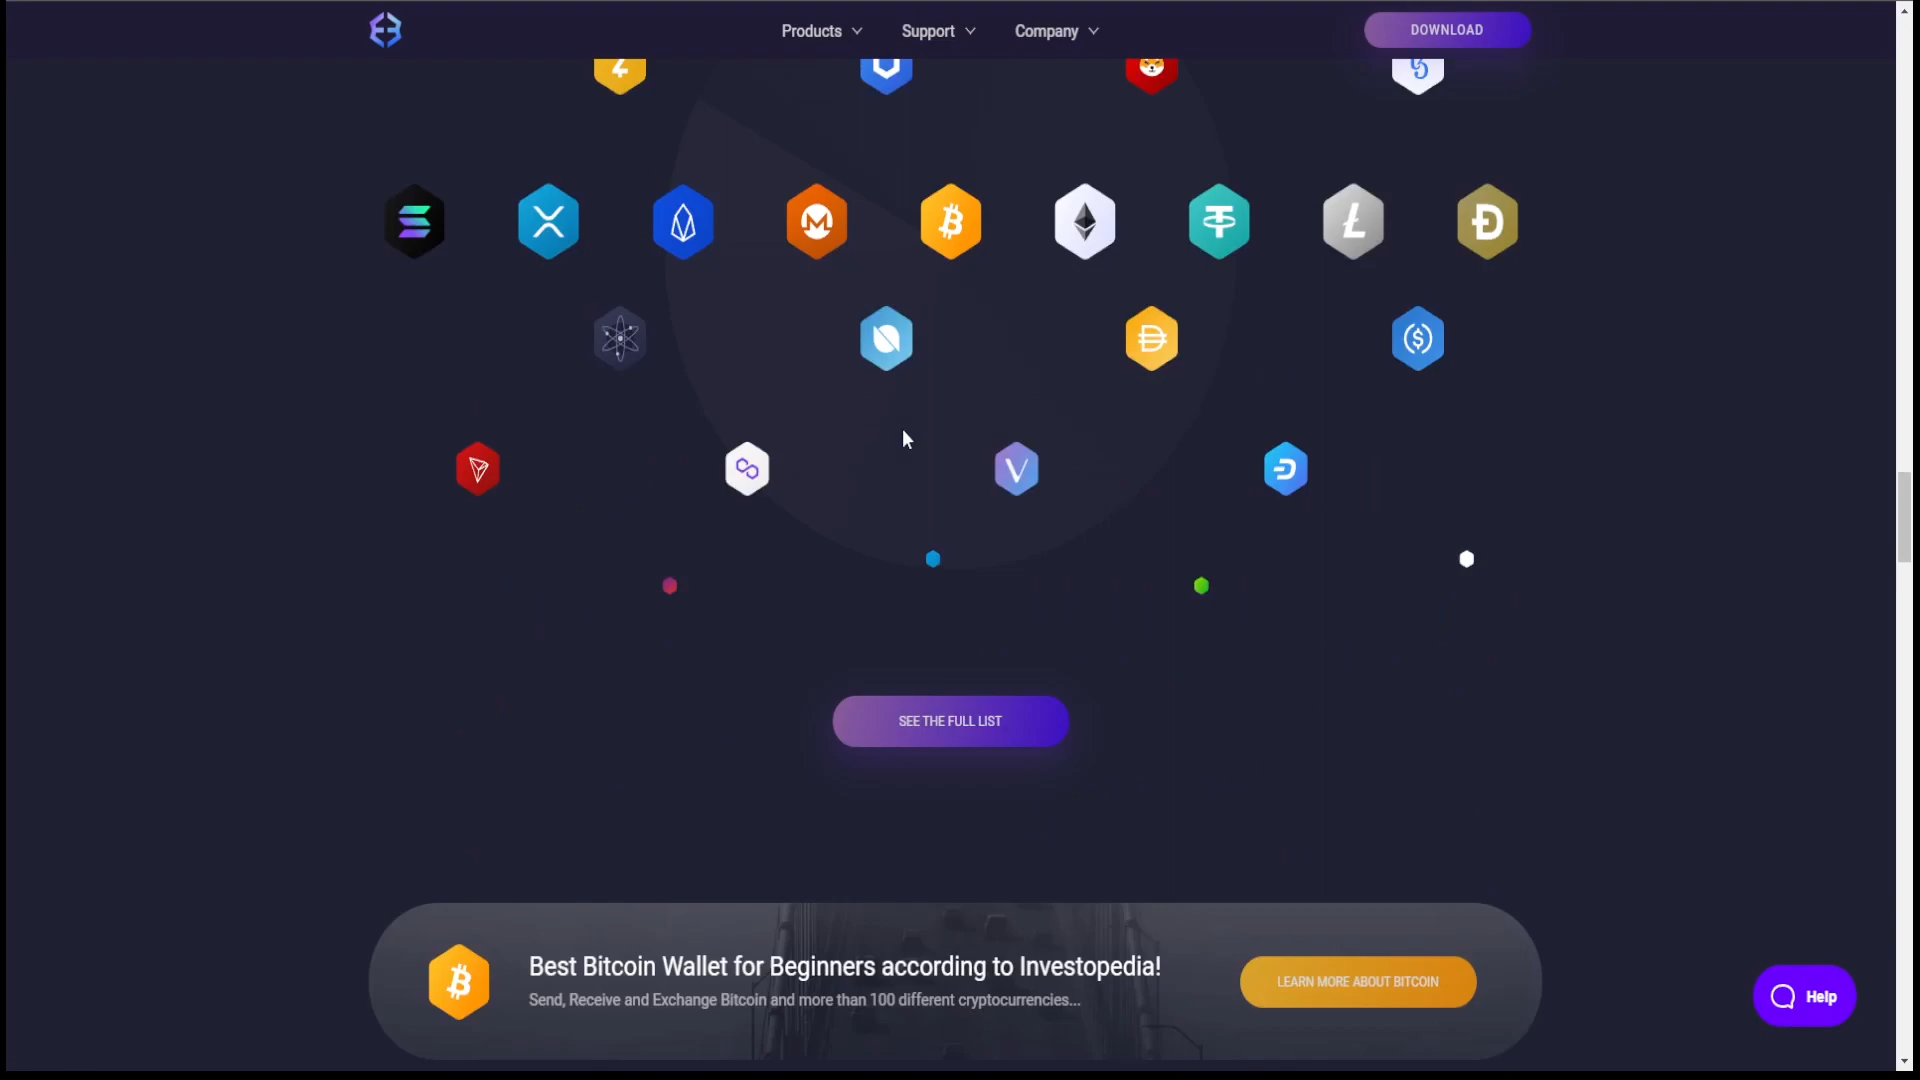 Products
Support
Company
DOWNLOAD
SEE THE FULL LIST
Best Bitcoin Wallet for Beginners according to Investopedia!
Send, Receive and Exchange Bitcoin and more than 100 different cryptocurrencies...
LEARN MORE ABOUT BITCOIN
Help